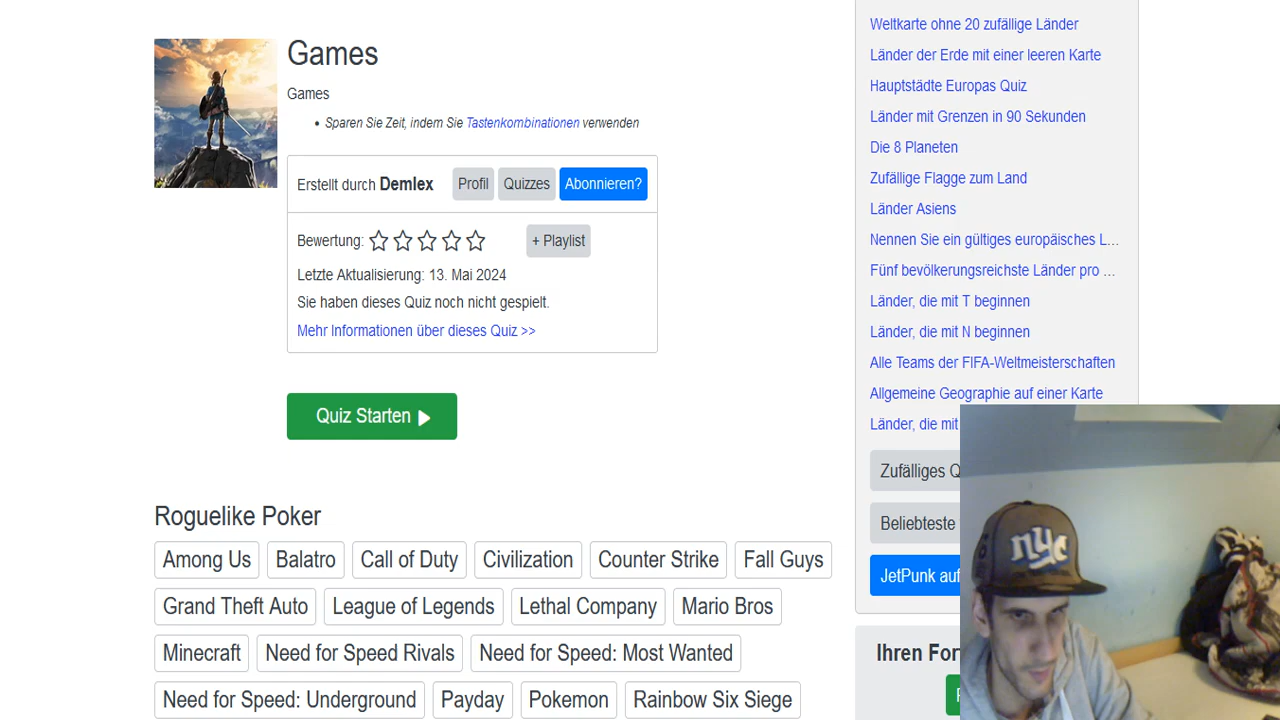 Games
Games
• Sparen Sie Zeit, indem Sie Tastenkombinationen verwenden
Erstellt durch Demlex Profil Quizzes Abonnieren?
Bewertung: + Playlist
Letzte Aktualisierung: 13. Mai 2024
Sie haben dieses Quiz noch nicht gespielt.
Mehr Informationen über dieses Quiz >>
Quiz Starten
Roguelike Poker
Among Us Balatro Call of Duty Civilization Counter Strike Fall Guys
Grand Theft Auto League of Legends Lethal Company Mario Bros
Minecraft Need for Speed Rivals Need for Speed: Most Wanted
Need for Speed: Underground Payday Pokemon Rainbow Six Siege
Weltkarte ohne 20 zufällige Länder
Länder der Erde mit einer leeren Karte
Hauptstädte Europas Quiz
Länder mit Grenzen in 90 Sekunden
Die 8 Planeten
Zufällige Flagge zum Land
Länder Asiens
Nennen Sie ein gültiges europäisches L...
Fünf bevölkerungsreichste Länder pro ...
Länder, die mit T beginnen
Länder, die mit N beginnen
Alle Teams der FIFA-Weltmeisterschaften
Allgemeine Geographie auf einer Karte
Länder, die mit
Zufälliges Q
Beliebteste
JetPunk auf
Ihren For
nyc